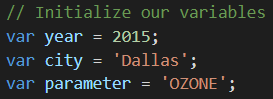 // Initialize our variables
var year = 2015;
var city = 'Dallas';
var parameter = 'OZONE';